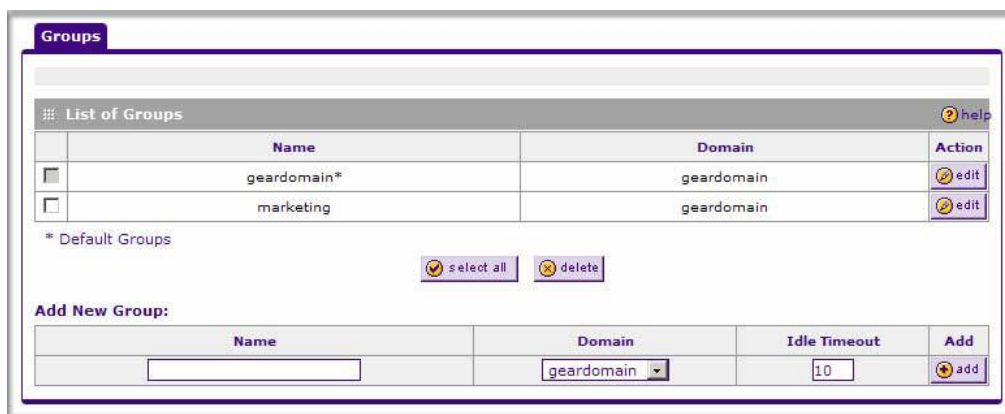 Groups
List of Groups
help
Name Domain Action
geardomain* geardomain edit
marketing geardomain edit
* Default Groups
select all delete
Add New Group:
Name Domain Idle Timeout Add
geardomain 10 add